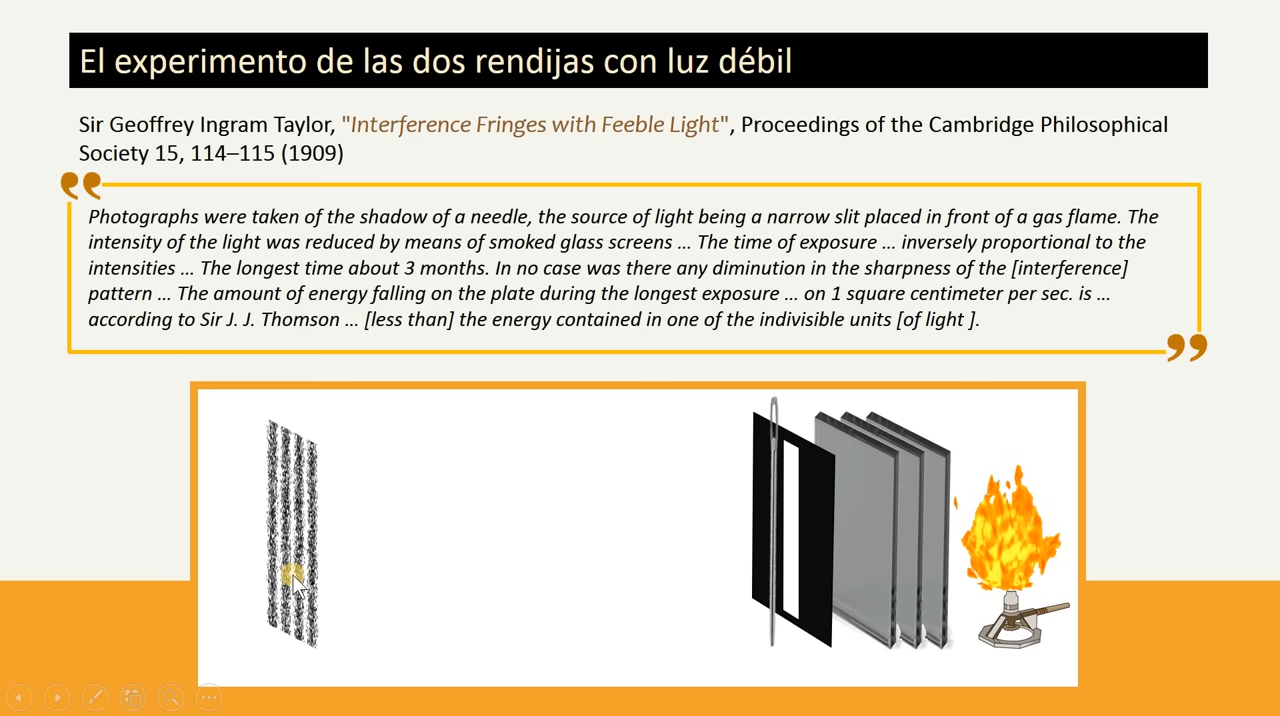 El experimento de las dos rendijas con luz débil
Sir Geoffrey Ingram Taylor, "Interference Fringes with Feeble Light", Proceedings of the Cambridge Philosophical
Society 15, 114–115 (1909)
Photographs were taken of the shadow of a needle, the source of light being a narrow slit placed in front of a gas flame. The
intensity of the light was reduced by means of smoked glass screens ... The time of exposure ... inversely proportional to the
intensities ... The longest time about 3 months. In no case was there any diminution in the sharpness of the [interference]
pattern ... The amount of energy falling on the plate during the longest exposure ... on 1 square centimeter per sec. is ...
according to Sir J. J. Thomson ... [less than] the energy contained in one of the indivisible units [of light ].